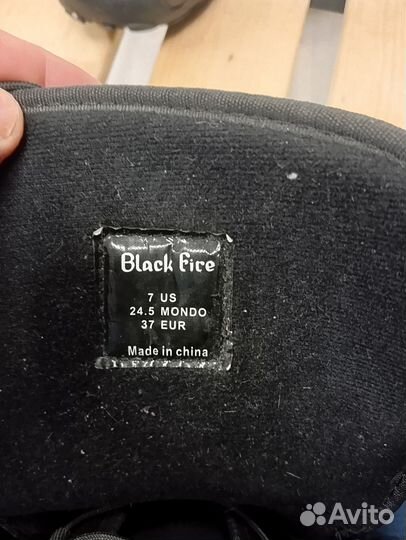 Black Fire
7 US
24.5 MONDO
37 EUR
Made in china
Avito